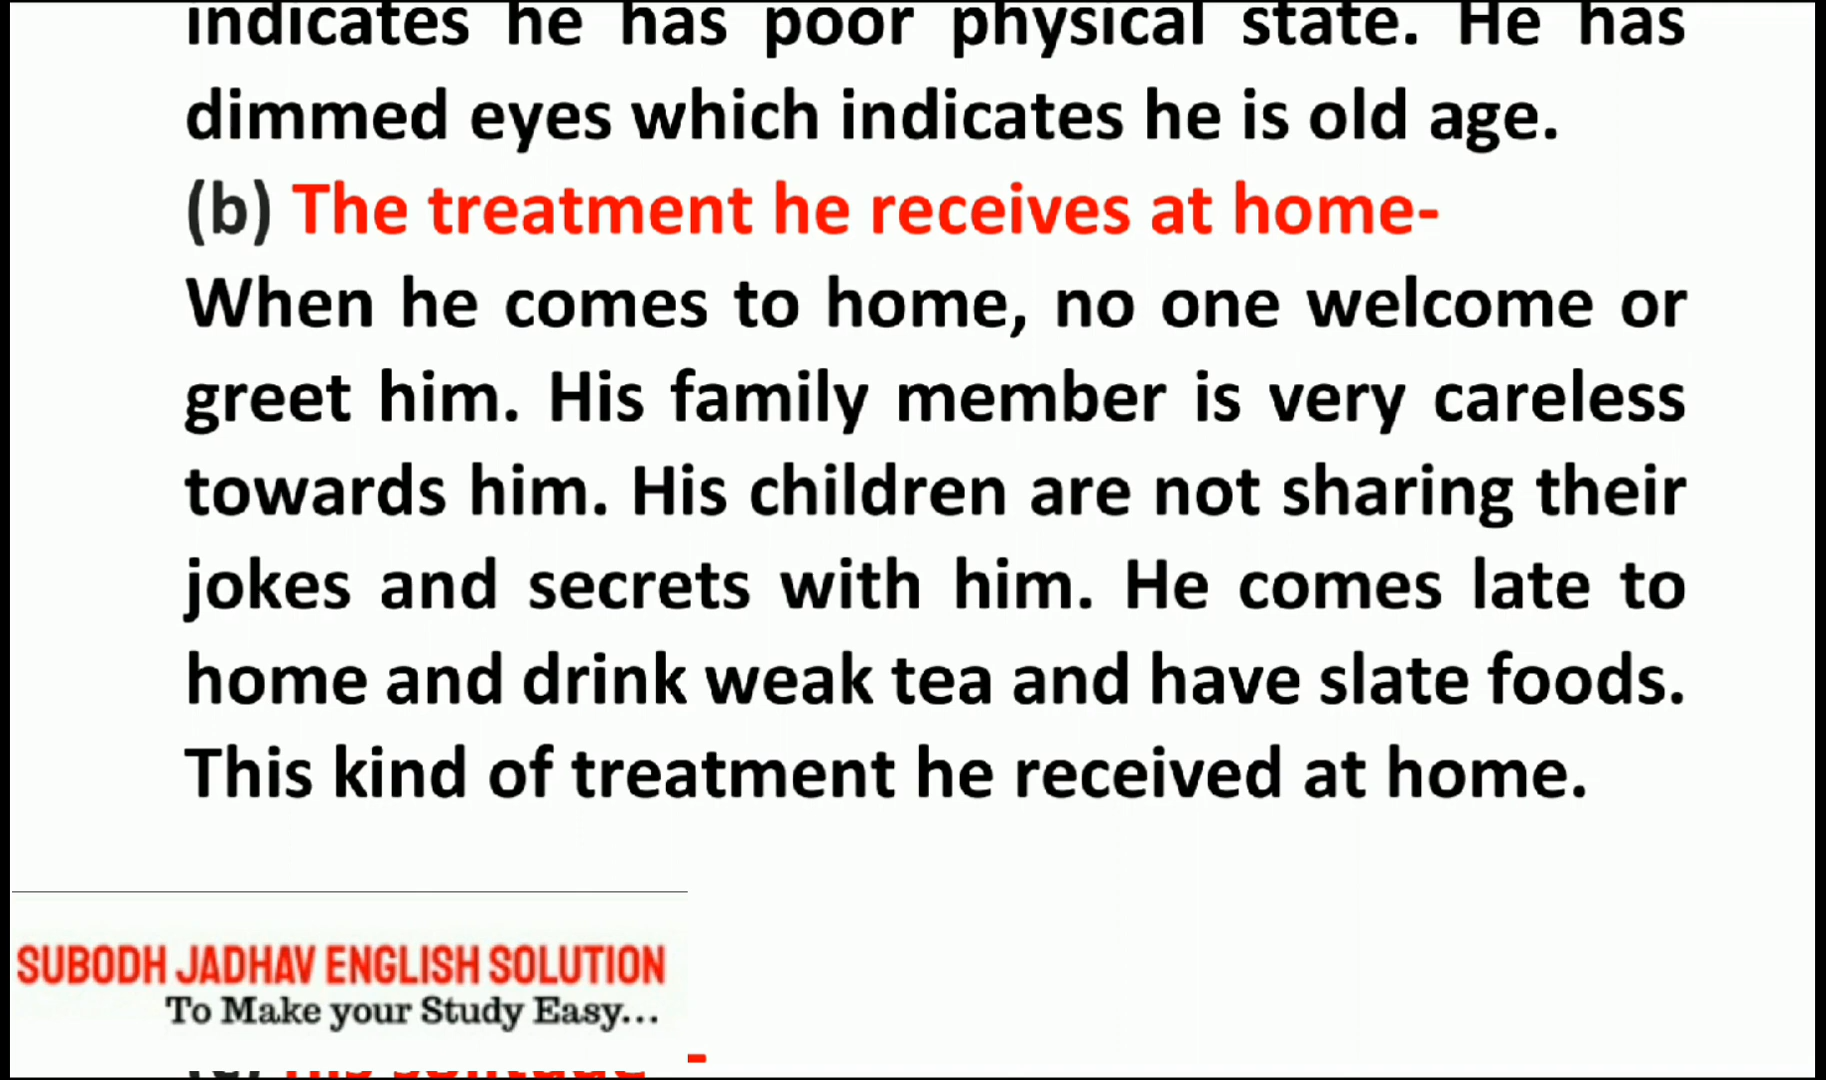 indicates he has poor physical state. He has
dimmed eyes which indicates he is old age.
(b) The treatment he receives at home-
When he comes to home, no one welcome or
greet him. His family member is very careless
towards him. His children are not sharing their
jokes and secrets with him. He comes late to
home and drink weak tea and have slate foods.
This kind of treatment he received at home.
SUBODH JADHAV ENGLISH SOLUTION
To Make your Study Easy...